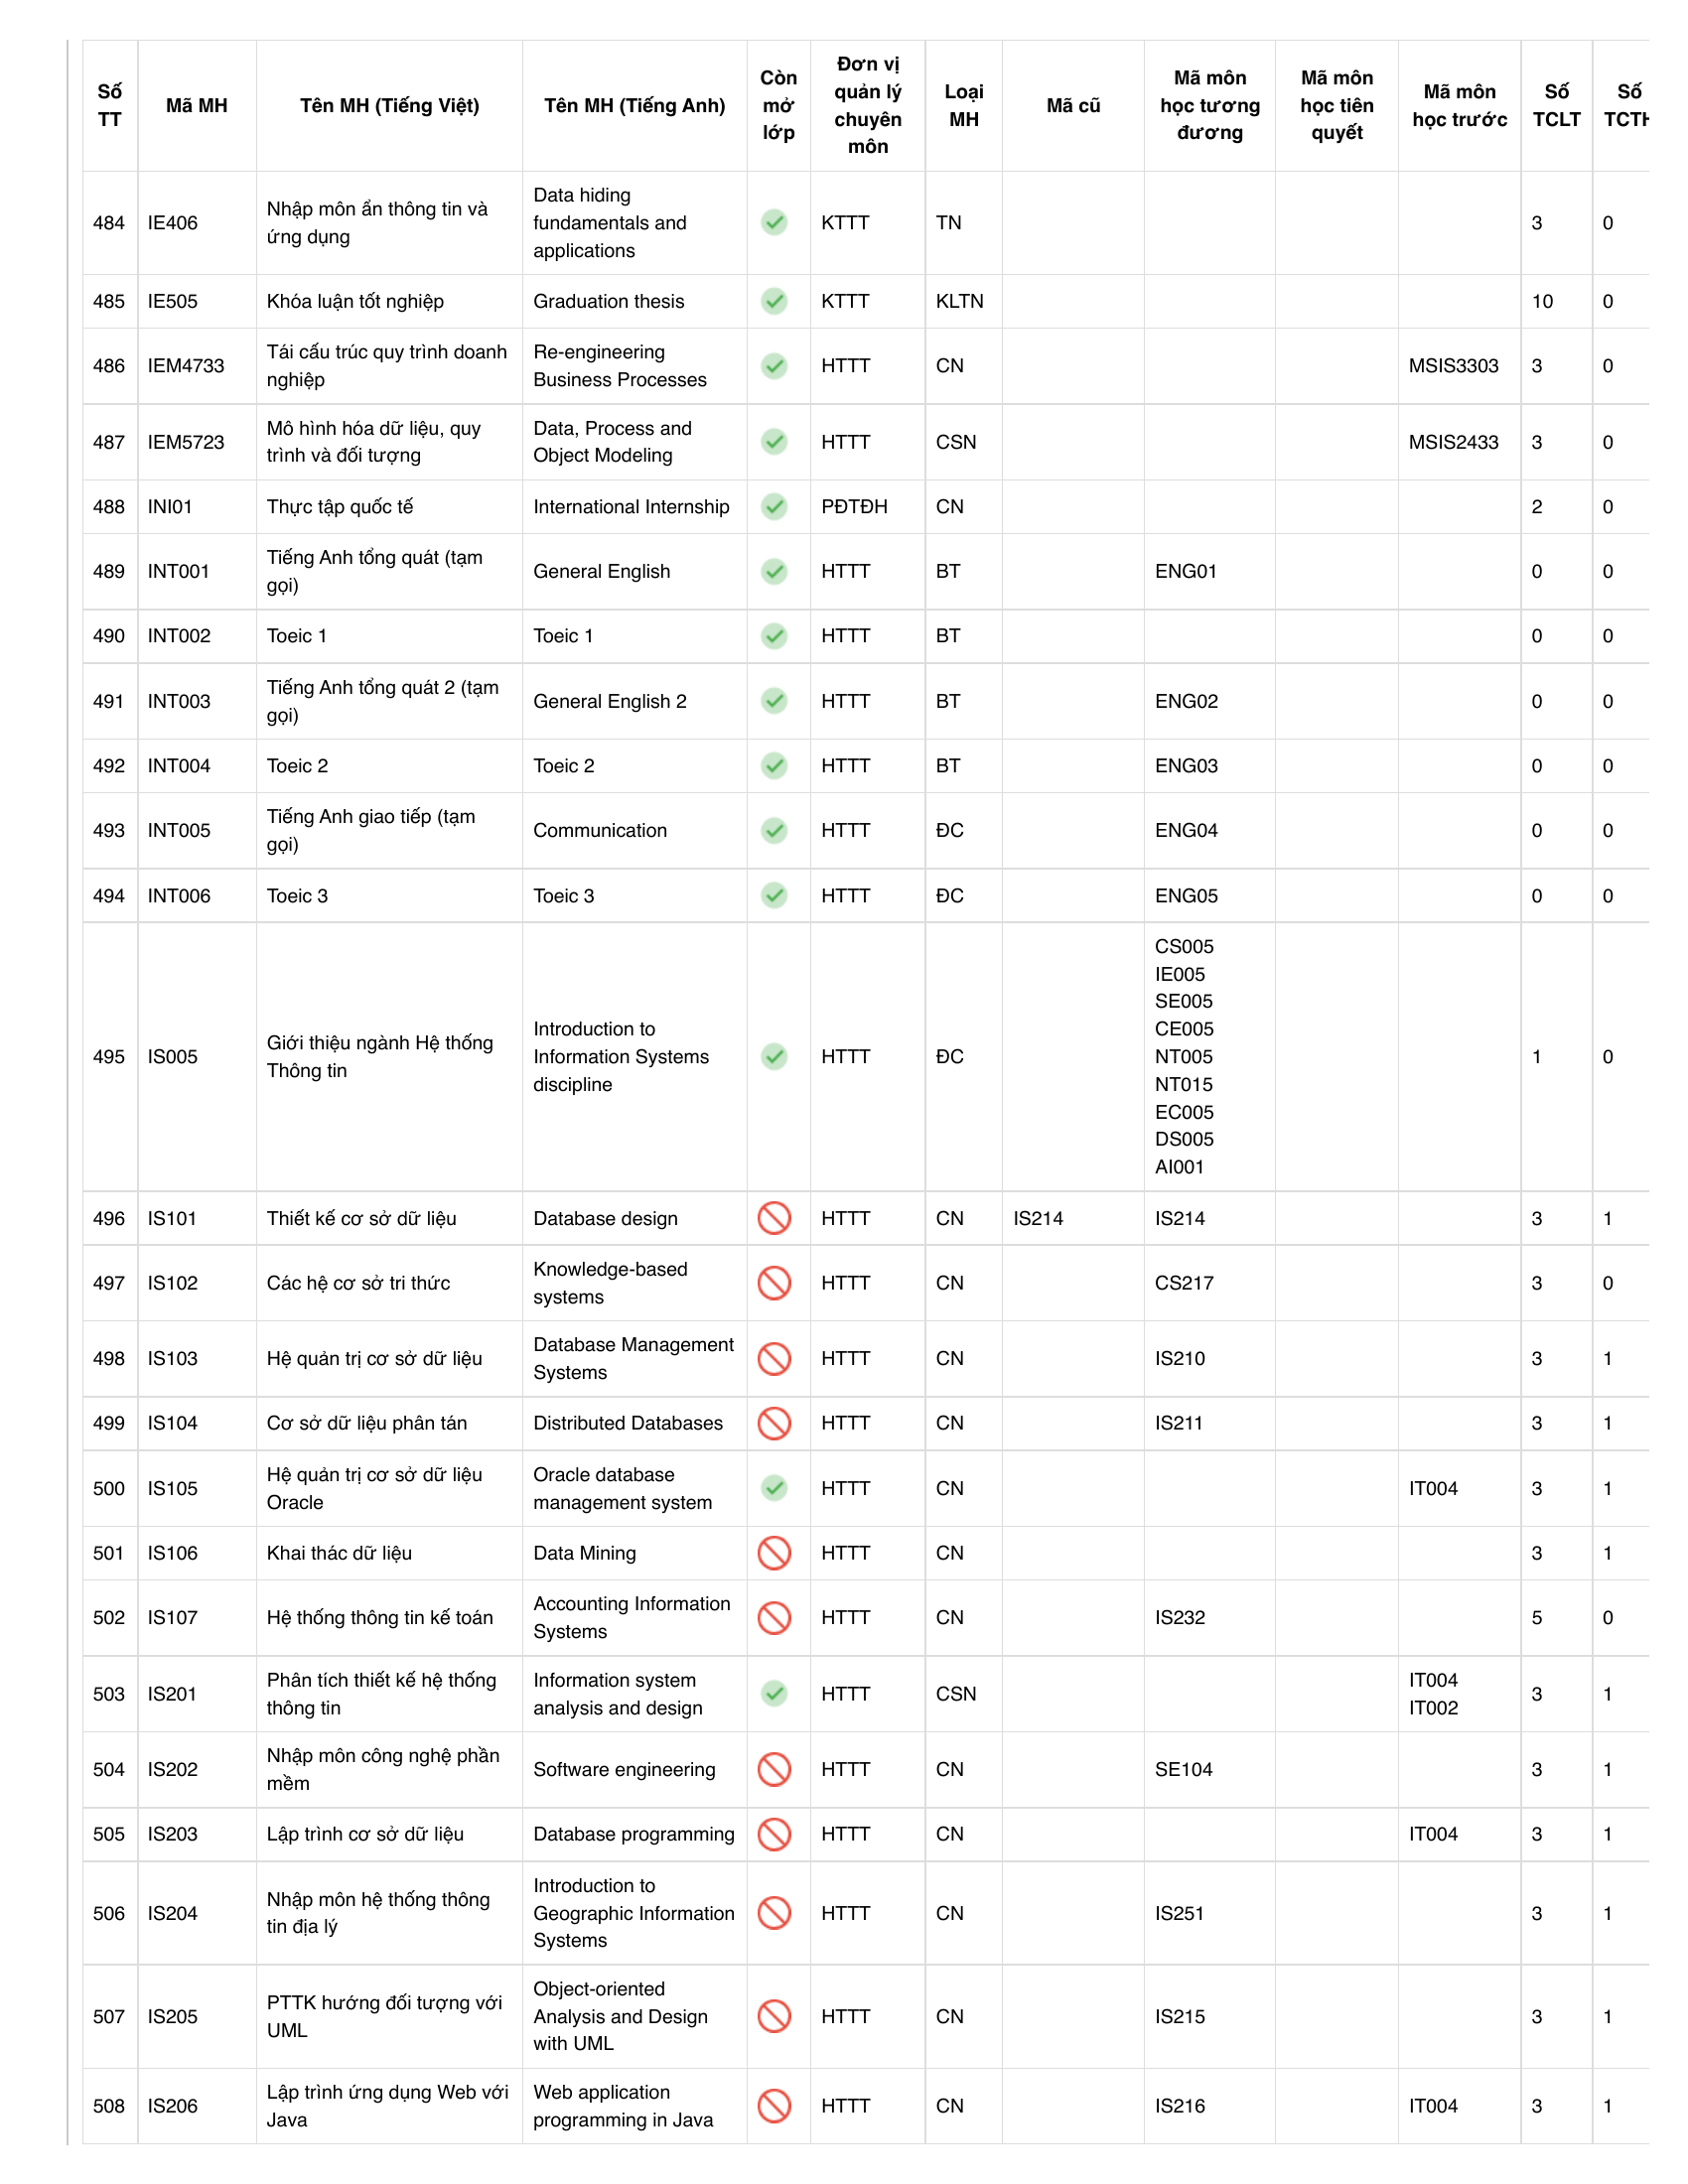 Số TT | Mã MH | Tên MH (Tiếng Việt) | Tên MH (Tiếng Anh) | Còn mở lớp | Đơn vị quản lý chuyên môn | Loại MH | Mã cũ | Mã môn học tương đương | Mã môn học tiên quyết | Mã môn học trước | Số TCLT | Số TCTH
484 | IE406 | Nhập môn ẩn thông tin và ứng dụng | Data hiding fundamentals and applications | KTTT | TN | 3 | 0
485 | IE505 | Khóa luận tốt nghiệp | Graduation thesis | KTTT | KLTN | 10 | 0
486 | IEM4733 | Tái cấu trúc quy trình doanh nghiệp | Re-engineering Business Processes | HTTT | CN | MSIS3303 | 3 | 0
487 | IEM5723 | Mô hình hóa dữ liệu, quy trình và đối tượng | Data, Process and Object Modeling | HTTT | CSN | MSIS2433 | 3 | 0
488 | INI01 | Thực tập quốc tế | International Internship | PĐTĐH | CN | 2 | 0
489 | INT001 | Tiếng Anh tổng quát (tạm gọi) | General English | HTTT | BT | ENG01 | 0 | 0
490 | INT002 | Toeic 1 | Toeic 1 | HTTT | BT | 0 | 0
491 | INT003 | Tiếng Anh tổng quát 2 (tạm gọi) | General English 2 | HTTT | BT | ENG02 | 0 | 0
492 | INT004 | Toeic 2 | Toeic 2 | HTTT | BT | ENG03 | 0 | 0
493 | INT005 | Tiếng Anh giao tiếp (tạm gọi) | Communication | HTTT | ĐC | ENG04 | 0 | 0
494 | INT006 | Toeic 3 | Toeic 3 | HTTT | ĐC | ENG05 | 0 | 0
495 | IS005 | Giới thiệu ngành Hệ thống Thông tin | Introduction to Information Systems discipline | HTTT | ĐC | CS005 IE005 SE005 CE005 NT005 NT015 EC005 DS005 AI001 | 1 | 0
496 | IS101 | Thiết kế cơ sở dữ liệu | Database design | HTTT | CN | IS214 | IS214 | 3 | 1
497 | IS102 | Các hệ cơ sở tri thức | Knowledge-based systems | HTTT | CN | CS217 | 3 | 0
498 | IS103 | Hệ quản trị cơ sở dữ liệu | Database Management Systems | HTTT | CN | IS210 | 3 | 1
499 | IS104 | Cơ sở dữ liệu phân tán | Distributed Databases | HTTT | CN | IS211 | 3 | 1
500 | IS105 | Hệ quản trị cơ sở dữ liệu Oracle | Oracle database management system | HTTT | CN | IT004 | 3 | 1
501 | IS106 | Khai thác dữ liệu | Data Mining | HTTT | CN | 3 | 1
502 | IS107 | Hệ thống thông tin kế toán | Accounting Information Systems | HTTT | CN | IS232 | 5 | 0
503 | IS201 | Phân tích thiết kế hệ thống thông tin | Information system analysis and design | HTTT | CSN | IT004 IT002 | 3 | 1
504 | IS202 | Nhập môn công nghệ phần mềm | Software engineering | HTTT | CN | SE104 | 3 | 1
505 | IS203 | Lập trình cơ sở dữ liệu | Database programming | HTTT | CN | IT004 | 3 | 1
506 | IS204 | Nhập môn hệ thống thông tin địa lý | Introduction to Geographic Information Systems | HTTT | CN | IS251 | 3 | 1
507 | IS205 | PTTK hướng đối tượng với UML | Object-oriented Analysis and Design with UML | HTTT | CN | IS215 | 3 | 1
508 | IS206 | Lập trình ứng dụng Web với Java | Web application programming in Java | HTTT | CN | IS216 | IT004 | 3 | 1